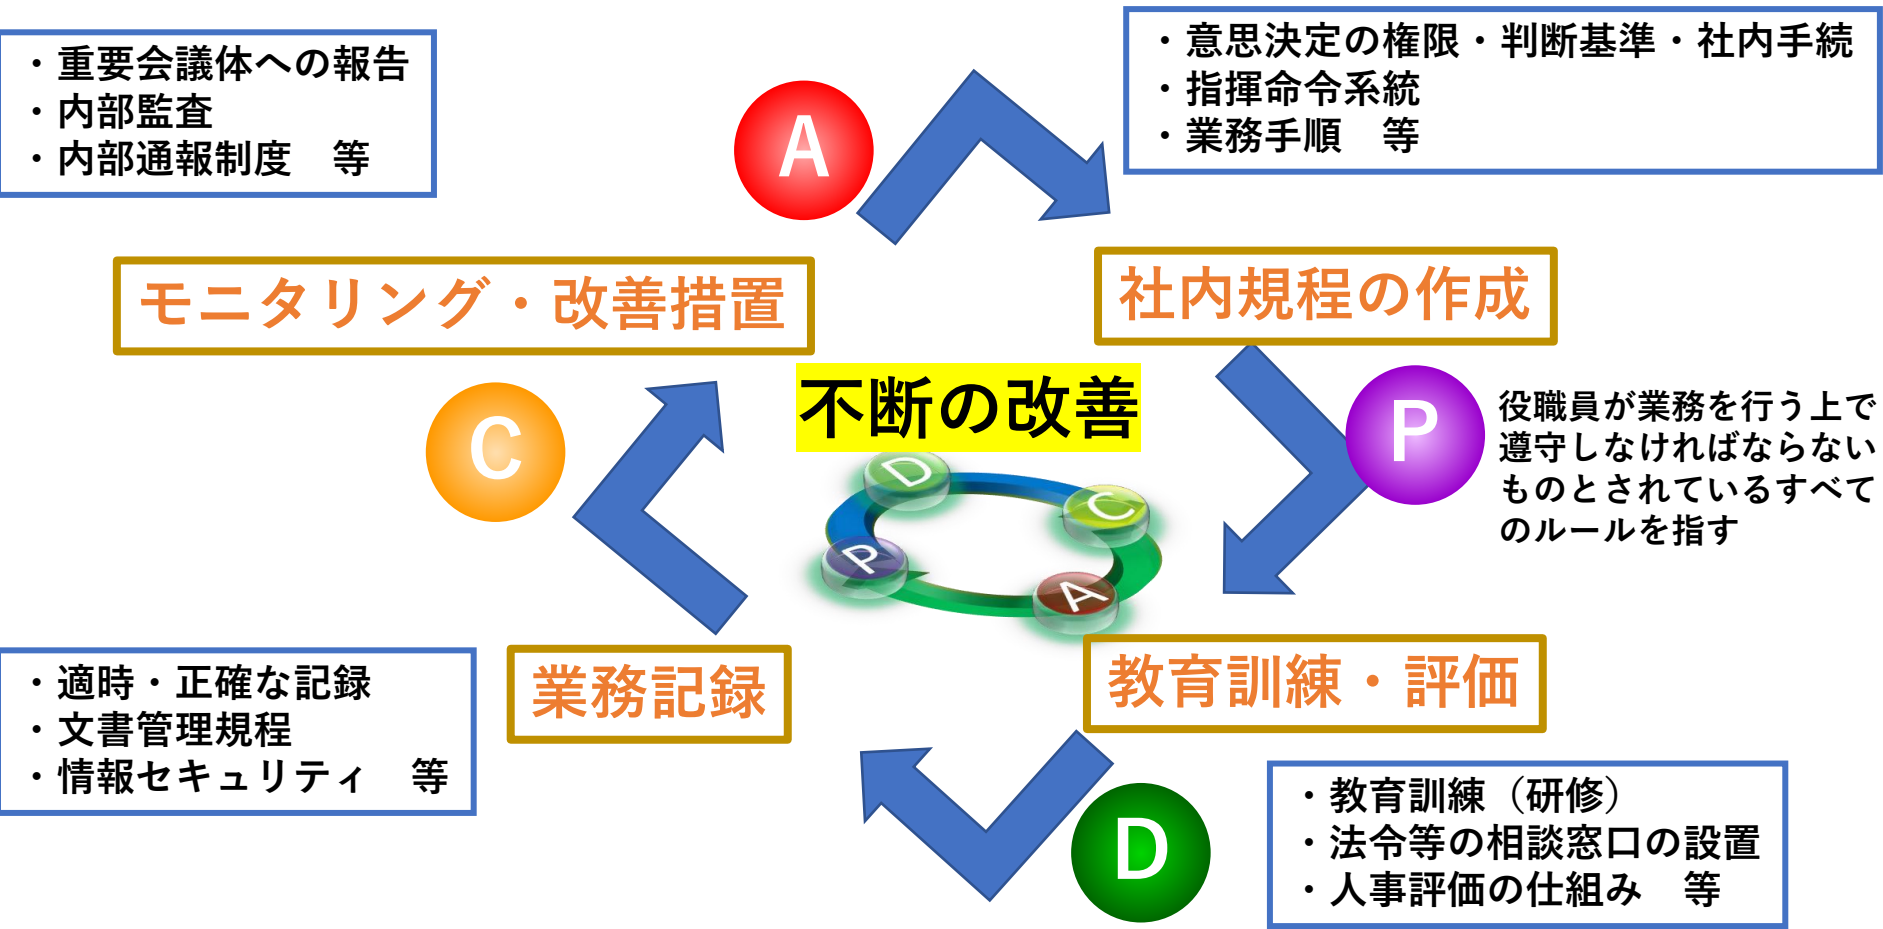 ・重要会議体への報告
・内部監査
・内部通報制度　等
A
・意思決定の権限・判断基準・社内手続
・指揮命令系統
・業務手順　等
モニタリング・改善措置
社内規程の作成
不断の改善
C
P
役職員が業務を行う上で
遵守しなければならない
ものとされているすべて
のルールを指す
D
C
P
A
・適時・正確な記録
・文書管理規程
・情報セキュリティ　等
業務記録
教育訓練・評価
D
・教育訓練（研修）
・法令等の相談窓口の設置
・人事評価の仕組み　等